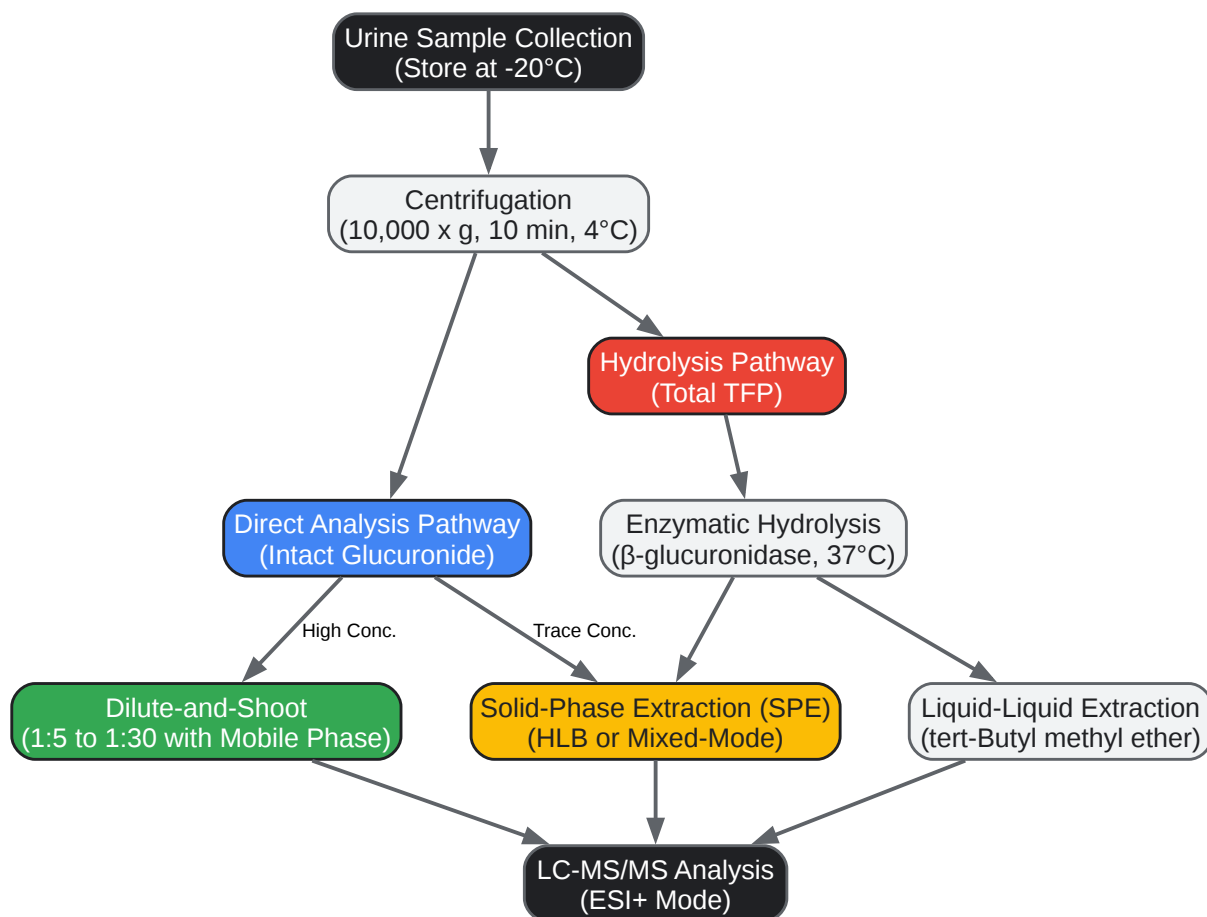 Urine Sample Collection
(Store at -20°C)
Centrifugation
(10,000 x g, 10 min, 4°C)
Hydrolysis Pathway
(Total TFP)
Direct Analysis Pathway
(Intact Glucuronide)
Enzymatic Hydrolysis
(β-glucuronidase, 37°C)
High Conc.
Trace Conc.
Dilute-and-Shoot
(1:5 to 1:30 with Mobile Phase)
Solid-Phase Extraction (SPE)
(HLB or Mixed-Mode)
Liquid-Liquid Extraction
(tert-Butyl methyl ether)
LC-MS/MS Analysis
(ESI+ Mode)